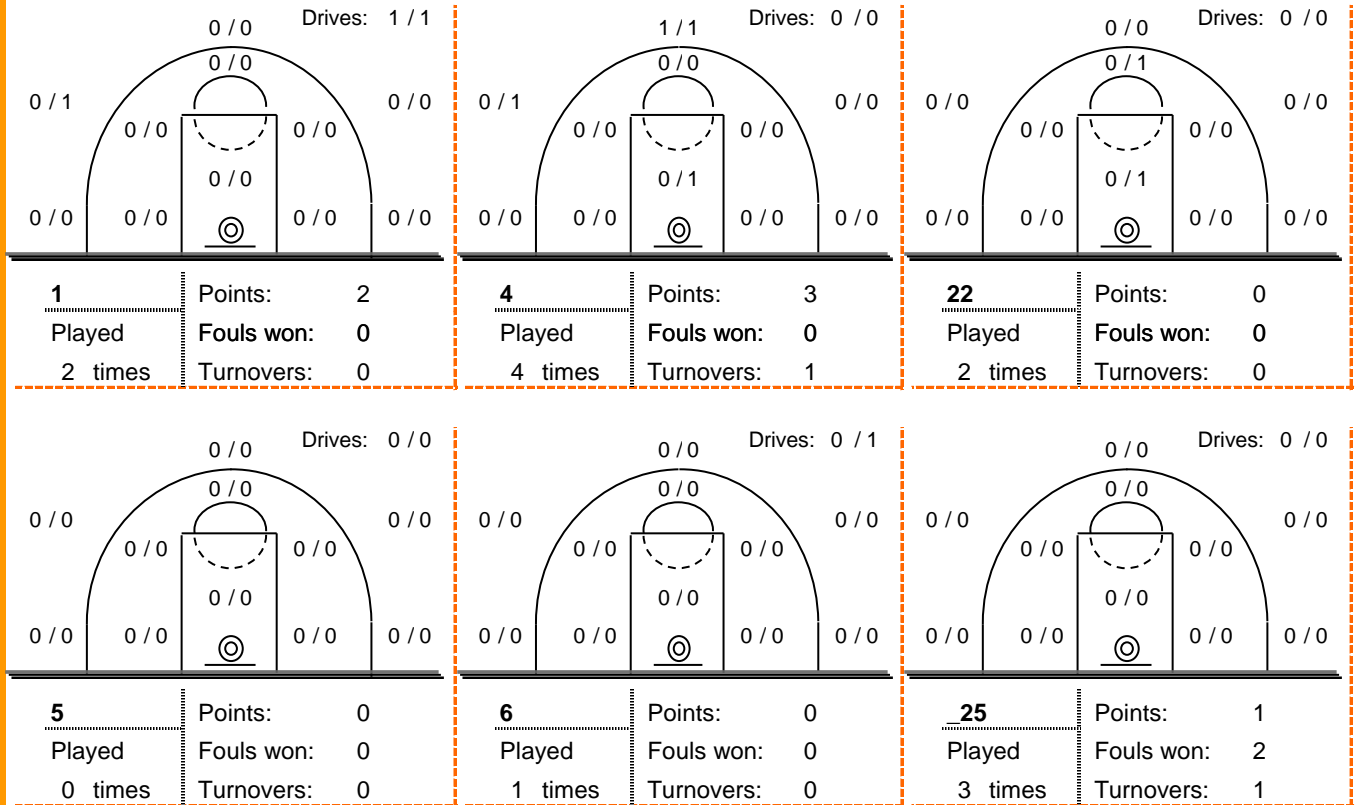 0 / 0 Drives: 1 / 1
0 / 0
0 / 1 0 / 0
0 / 0 0 / 0
0 / 0
0 / 0 0 / 0 0 / 0 0 / 0
1 Points: 2
Played Fouls won: 0
2 times Turnovers: 0
1 / 1 Drives: 0 / 0
0 / 0
0 / 1 0 / 0
0 / 0 0 / 0
0 / 1
0 / 0 0 / 0 0 / 0 0 / 0
4 Points: 3
Played Fouls won: 0
4 times Turnovers: 1
0 / 0 Drives: 0 / 0
0 / 1
0 / 0 0 / 0
0 / 0 0 / 0
0 / 1
0 / 0 0 / 0 0 / 0 0 / 0
22 Points: 0
Played Fouls won: 0
2 times Turnovers: 0
0 / 0 Drives: 0 / 0
0 / 0
0 / 0 0 / 0
0 / 0 0 / 0
0 / 0
0 / 0 0 / 0 0 / 0 0 / 0
5 Points: 0
Played Fouls won: 0
0 times Turnovers: 0
0 / 0 Drives: 0 / 1
0 / 0
0 / 0 0 / 0
0 / 0 0 / 0
0 / 0
0 / 0 0 / 0 0 / 0 0 / 0
6 Points: 0
Played Fouls won: 0
1 times Turnovers: 0
0 / 0 Drives: 0 / 0
0 / 0
0 / 0 0 / 0
0 / 0 0 / 0
0 / 0
0 / 0 0 / 0 0 / 0 0 / 0
_25 Points: 1
Played Fouls won: 2
3 times Turnovers: 1